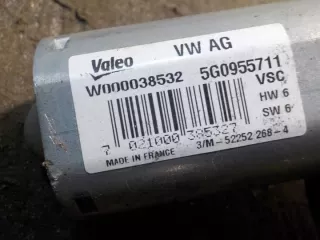 Valeo VW AG
W000038532 5G0955711
VSC
HW 6
SW 6
7 021000 385327
MADE IN FRANCE 3/M-52252 268-4